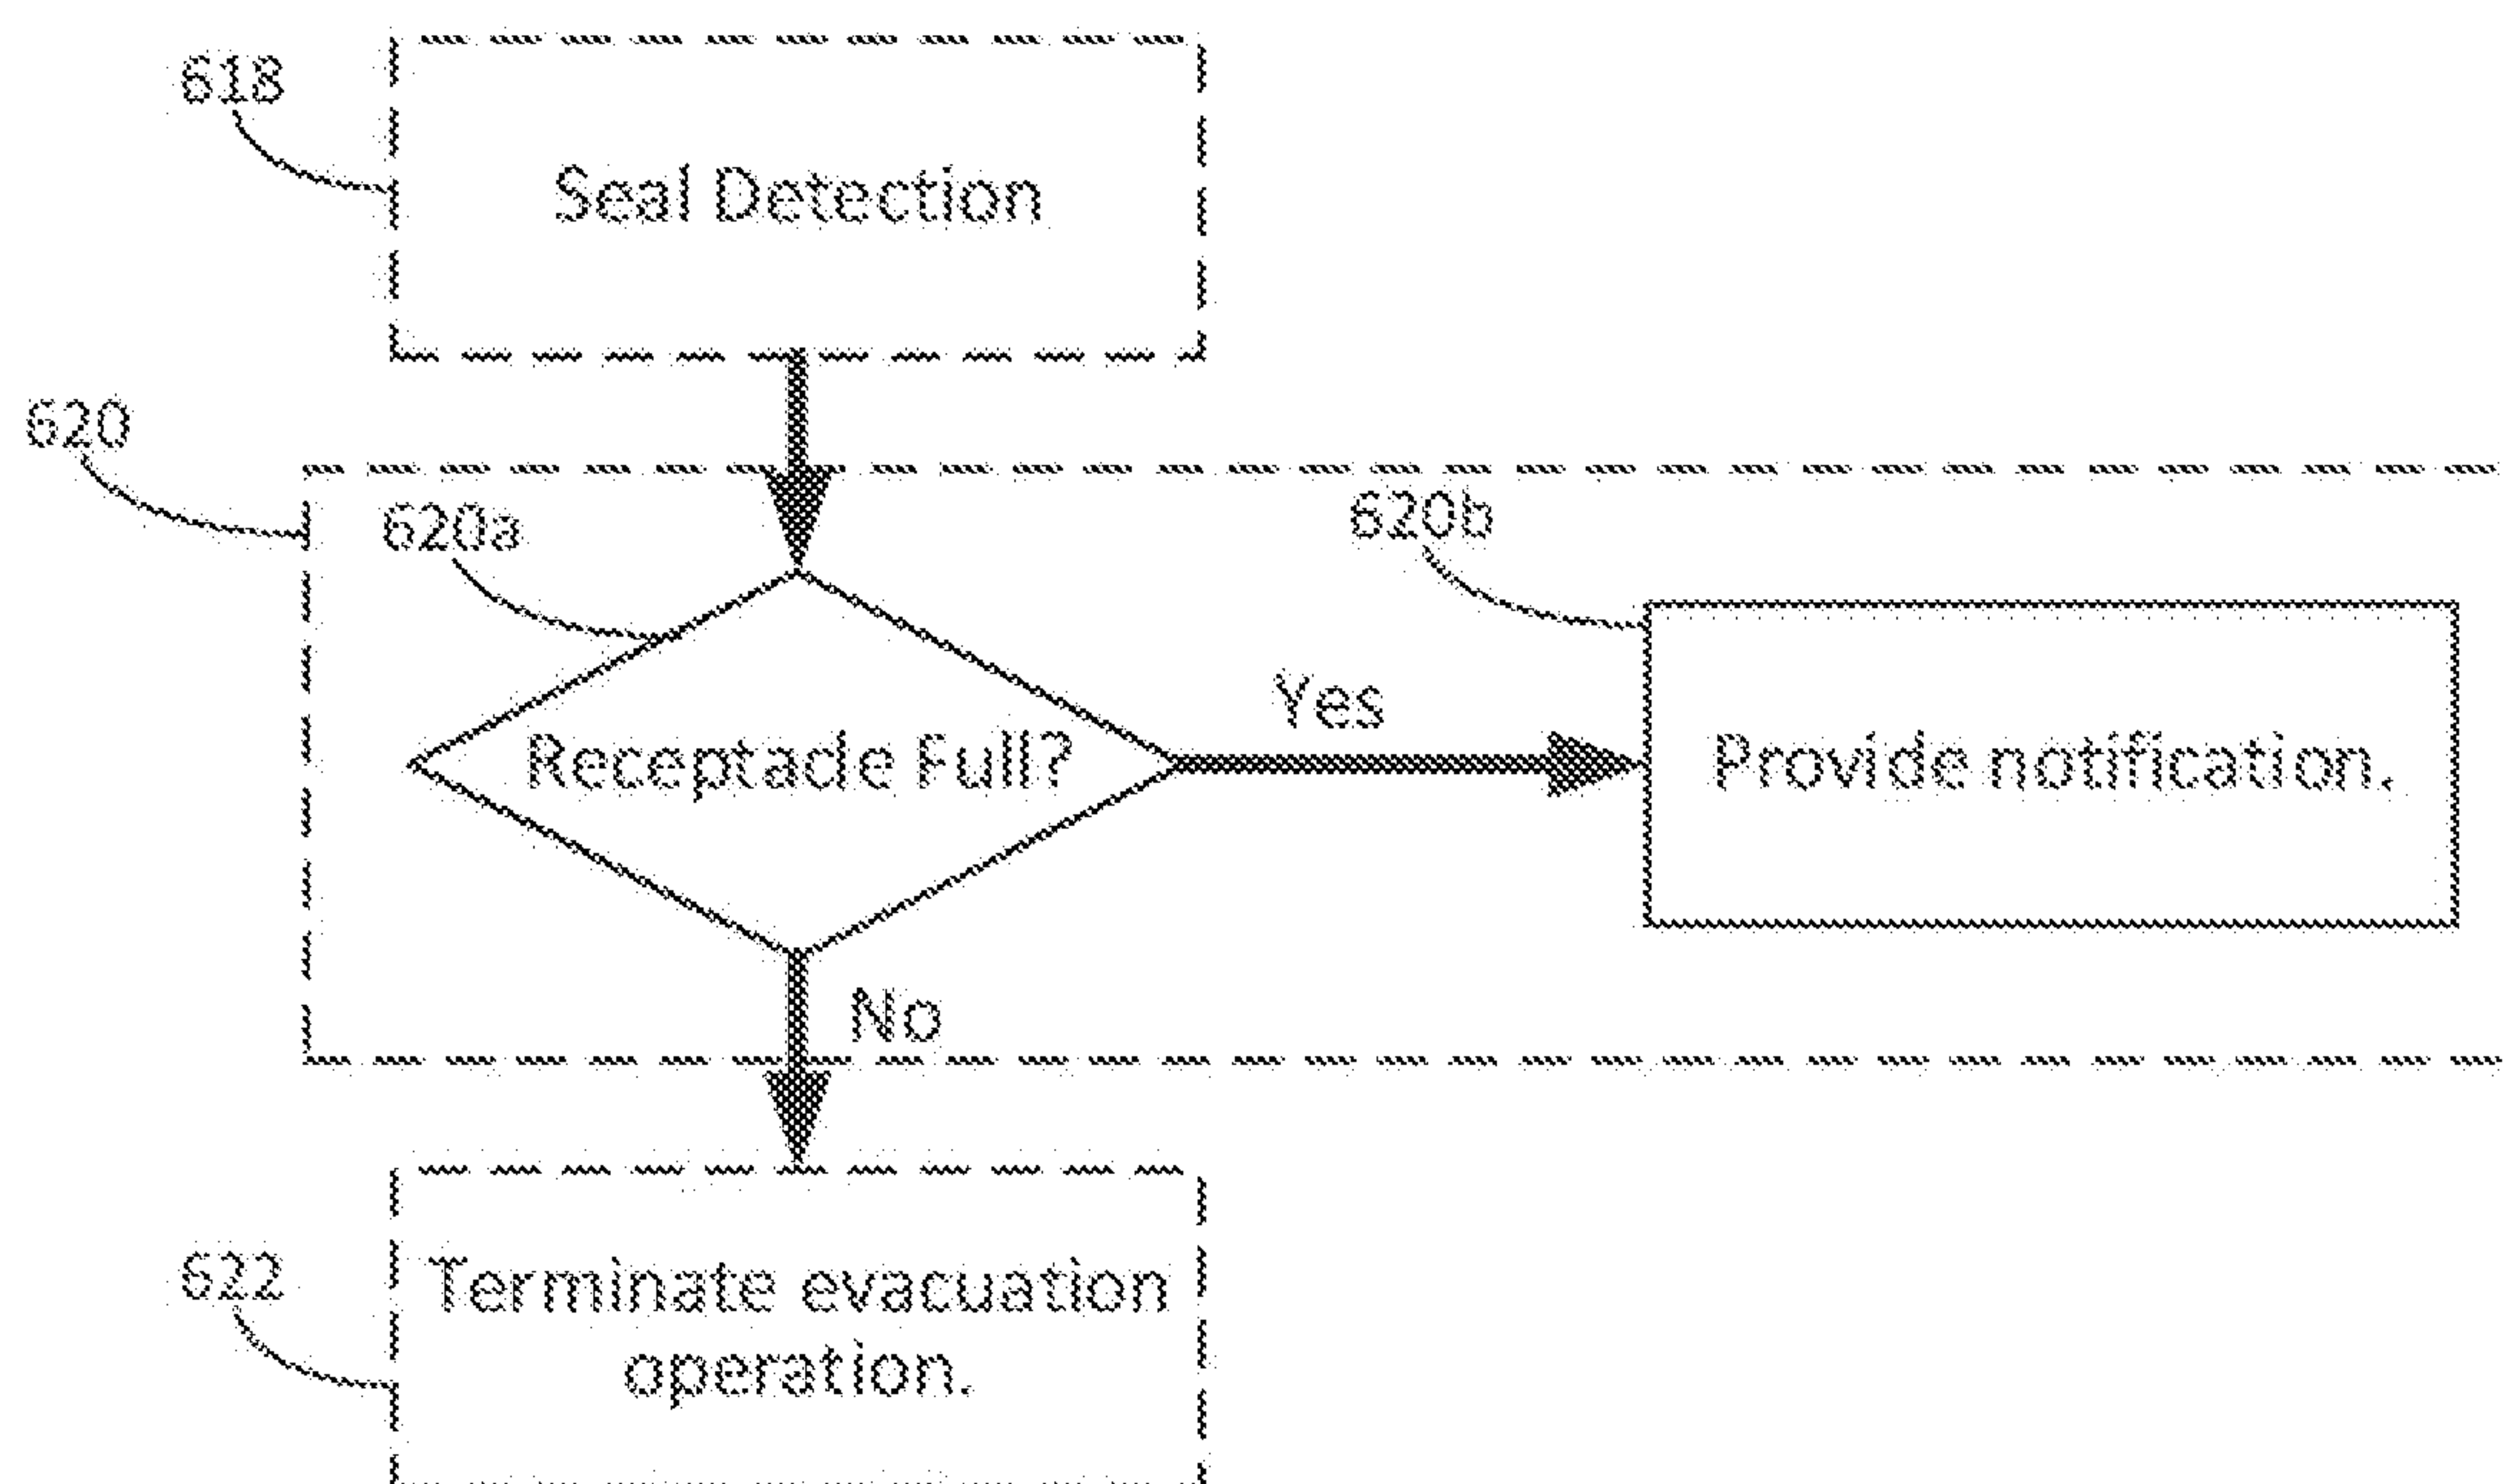 618
Seal Detection
620
620a
620b
Yes
Receptacle Full?
Provide notification.
No
622
Terminate evacuation
operation.